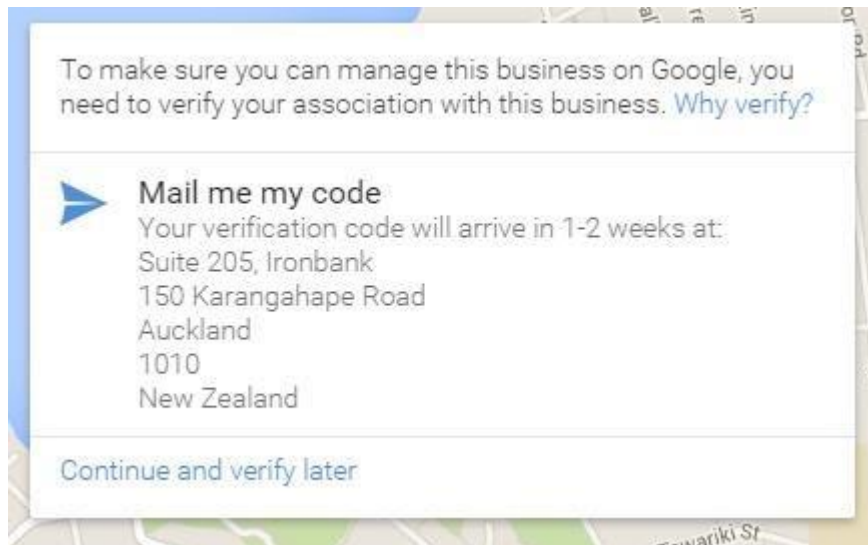 To make sure you can manage this business on Google, you
need to verify your association with this business. Why verify?
Mail me my code
Your verification code will arrive in 1-2 weeks at:
Suite 205, Ironbank
150 Karangahape Road
Auckland
1010
New Zealand
Continue and verify later
St